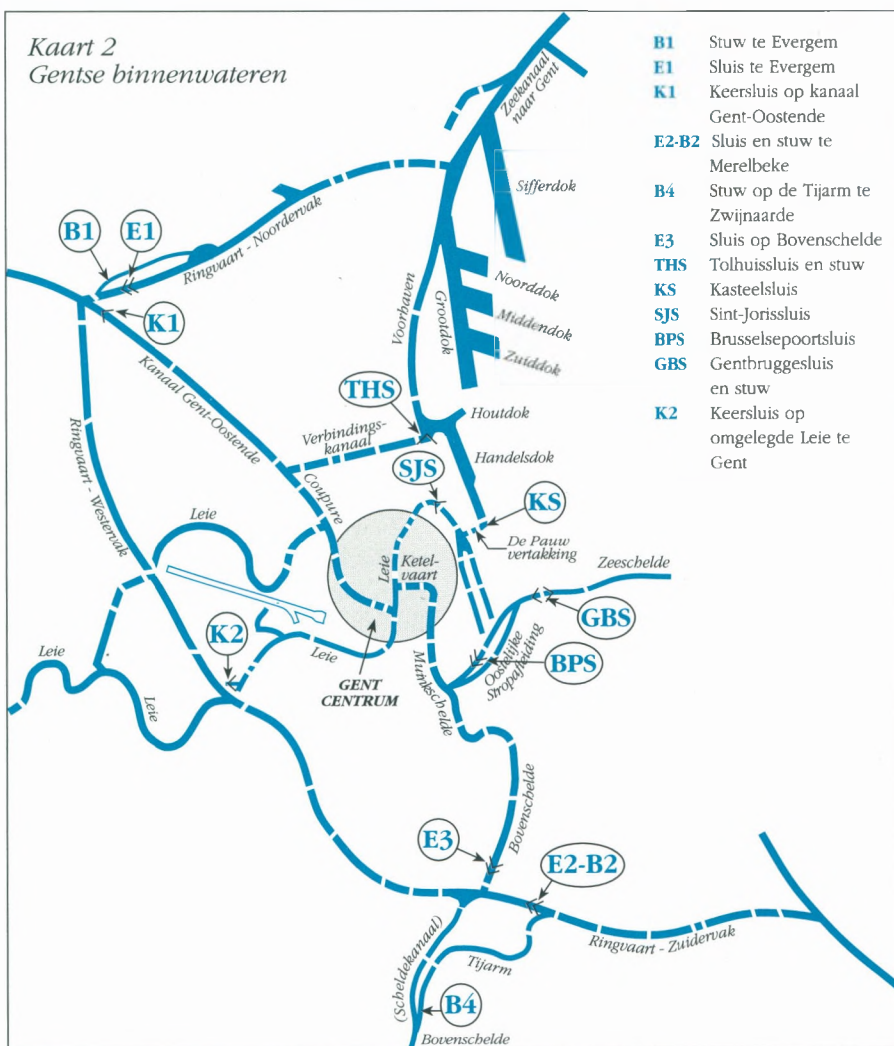 Kaart 2
Gentse binnenwateren
B1 Stuw te Evergem
E1 Sluis te Evergem
K1 Keersluis op kanaal
Gent-Oostende
E2-B2 Sluis en stuw te
Merelbeke
B4 Stuw op de Tijarm te
Zwijnaarde
E3 Sluis op Bovenschelde
THS Tolhuissluis en stuw
KS Kasteelsluis
SJS Sint-Jorissluis
BPS Brusselsepoortsluis
GBS Gentbruggesluis
en stuw
K2 Keersluis op
omgelegde Leie te
Gent
Zeekanaal
naar Gent
Sifferdok
B1
E1
Ringvaart - Noordervak
Noorddok
Voorhaven
Grootdok
Middendok
K1
Zuiddok
Kanaal Gent-Oostende
THS
Houtdok
Verbindings-
kanaal
Handelsdok
SJS
Ringvaart - Westervak
Coupure
KS
Leie
De Pauw
vertakking
Leie
Ketel-
vaart
Zeeschelde
GBS
K2
Leie
BPS
Oostelijke
Stropafleiding
Leie
Leie
GENT
CENTRUM
Muinkschelde
Bovenschelde
E3
E2-B2
Ringvaart - Zuidervak
(Scheldekanaal)
Tijarm
B4
Bovenschelde